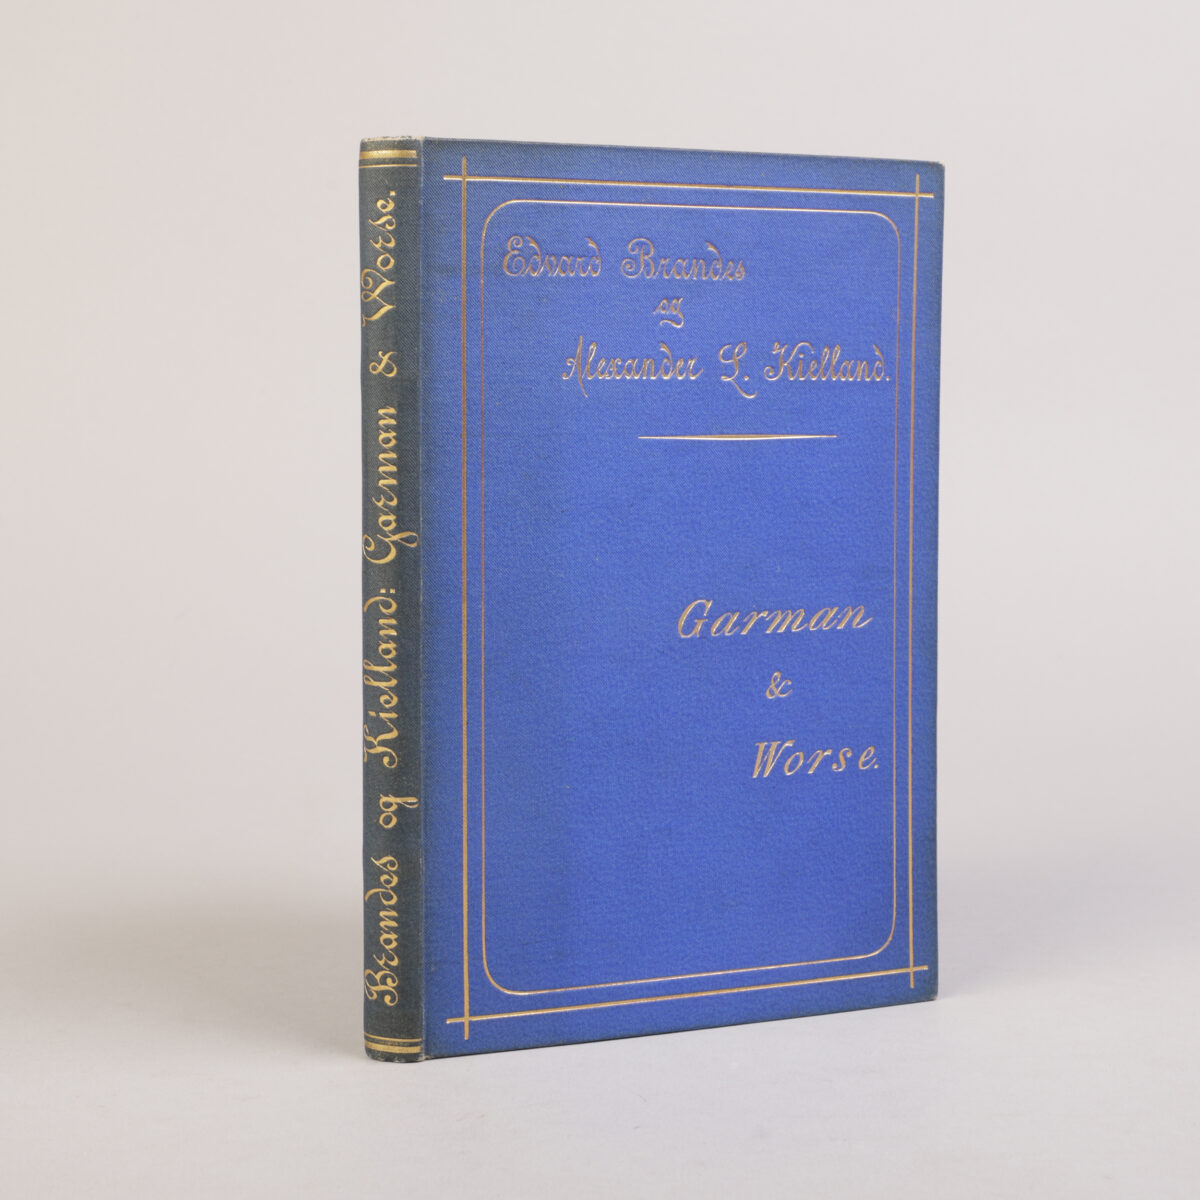 Brandes og Kielland: Garman & Worse.
Edvard Brandes
og
Alexander L. Kielland.
Garman
&
Worse.